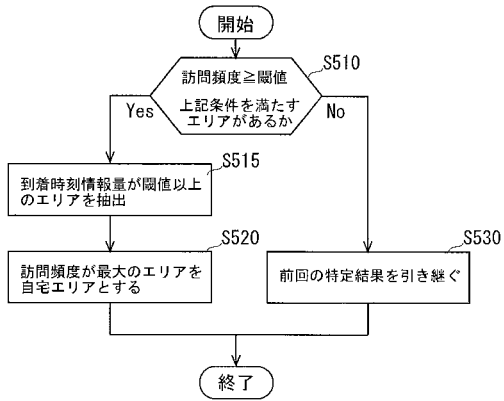 開始
S510
訪問頻度≧閾値
上記条件を満たす
エリアがあるか
Yes
No
S515
到着時刻情報量が閾値以上
のエリアを抽出
S520
訪問頻度が最大のエリアを
自宅エリアとする
S530
前回の特定結果を引き継ぐ
終了